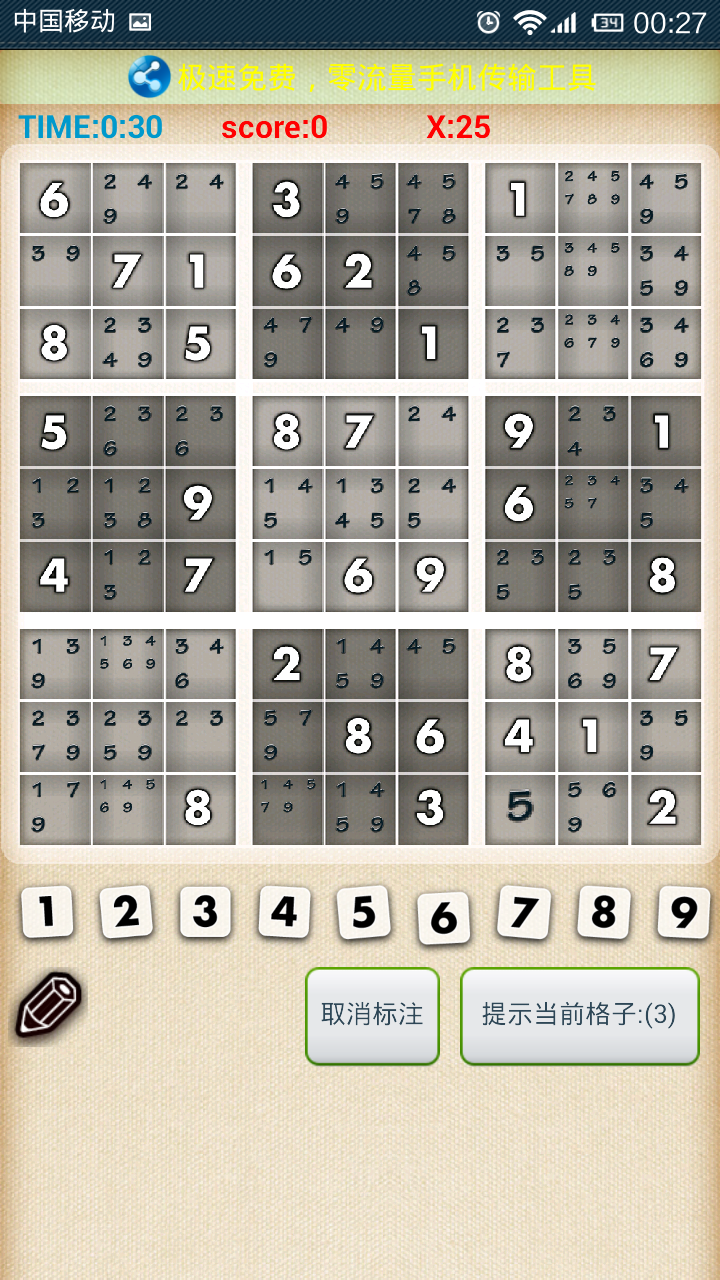 中国移动 34 00:27
极速免费，零流量手机传输工具
TIME:0:30 score:0 X:25
6 2 4 2 4 3 4 5 4 5 1 2 4 5 4 5
9 9 7 8 7 8 9 9
3 9 7 1 6 2 4 5 3 5 3 4 5 3 4
8 8 9 5 9
8 2 3 5 4 7 4 9 1 2 3 2 3 4 3 4
4 9 9 7 6 7 9 6 9
5 2 3 2 3 8 7 2 4 9 2 3 1
6 6 4
1 2 1 2 9 1 4 1 3 2 4 6 2 3 4 3 4
3 3 8 5 4 5 5 5 7 5
4 1 2 7 1 5 6 9 2 3 2 3 8
3 5 5
1 3 1 3 4 3 4 2 1 4 4 5 8 3 5 7
9 5 6 9 6 5 9 6 9
2 3 2 3 2 3 5 7 8 6 4 1 3 5
7 9 5 9 9 9
1 7 1 4 5 8 1 4 5 1 4 3 5 5 6 2
9 6 9 7 9 5 9 9
1 2 3 4 5 6 7 8 9
取消标注 提示当前格子:(3)